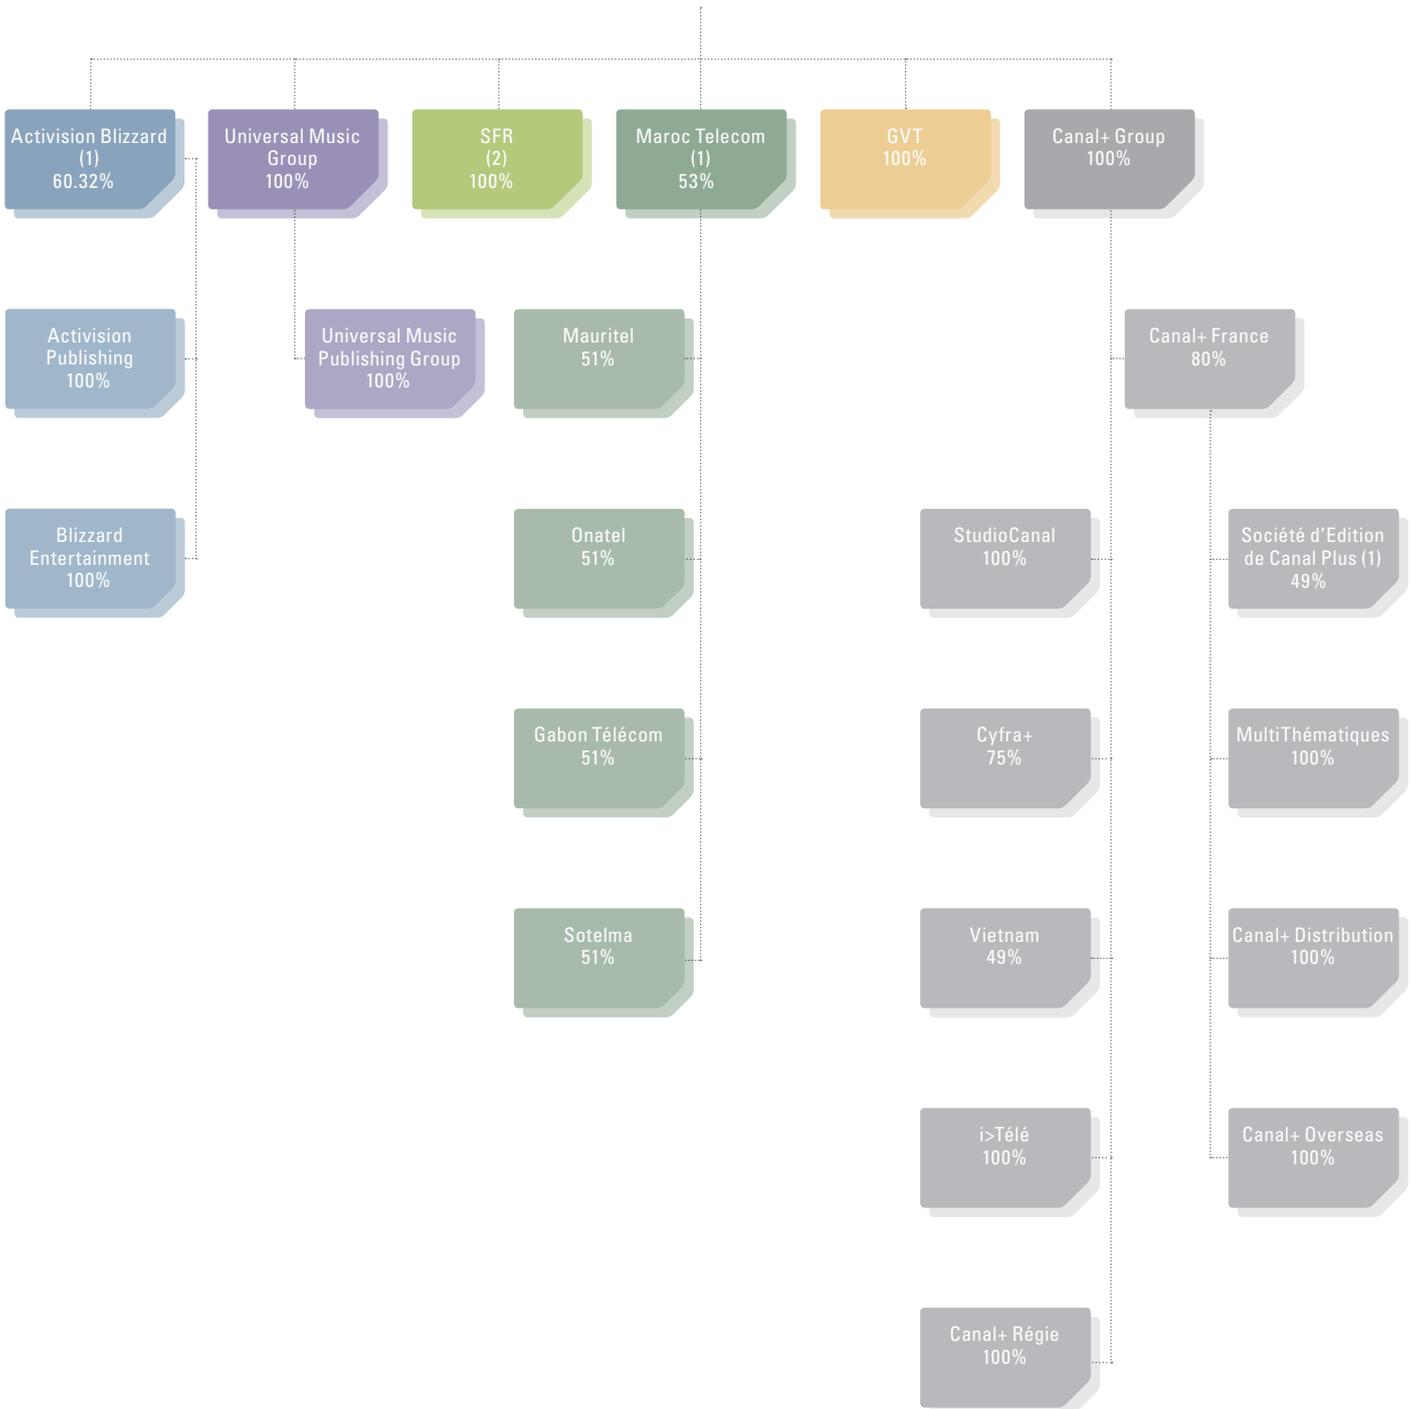 Activision Blizzard
(1)
60.32%
Universal Music
Group
100%
SFR
(2)
100%
Maroc Telecom
(1)
53%
GVT
100%
Canal+ Group
100%
Activision
Publishing
100%
Universal Music
Publishing Group
100%
Mauritel
51%
Canal+ France
80%
Blizzard
Entertainment
100%
Onatel
51%
StudioCanal
100%
Société d’Edition
de Canal Plus (1)
49%
Gabon Télécom
51%
Cyfra+
75%
MultiThématiques
100%
Sotelma
51%
Vietnam
49%
Canal+ Distribution
100%
i>Télé
100%
Canal+ Overseas
100%
Canal+ Régie
100%